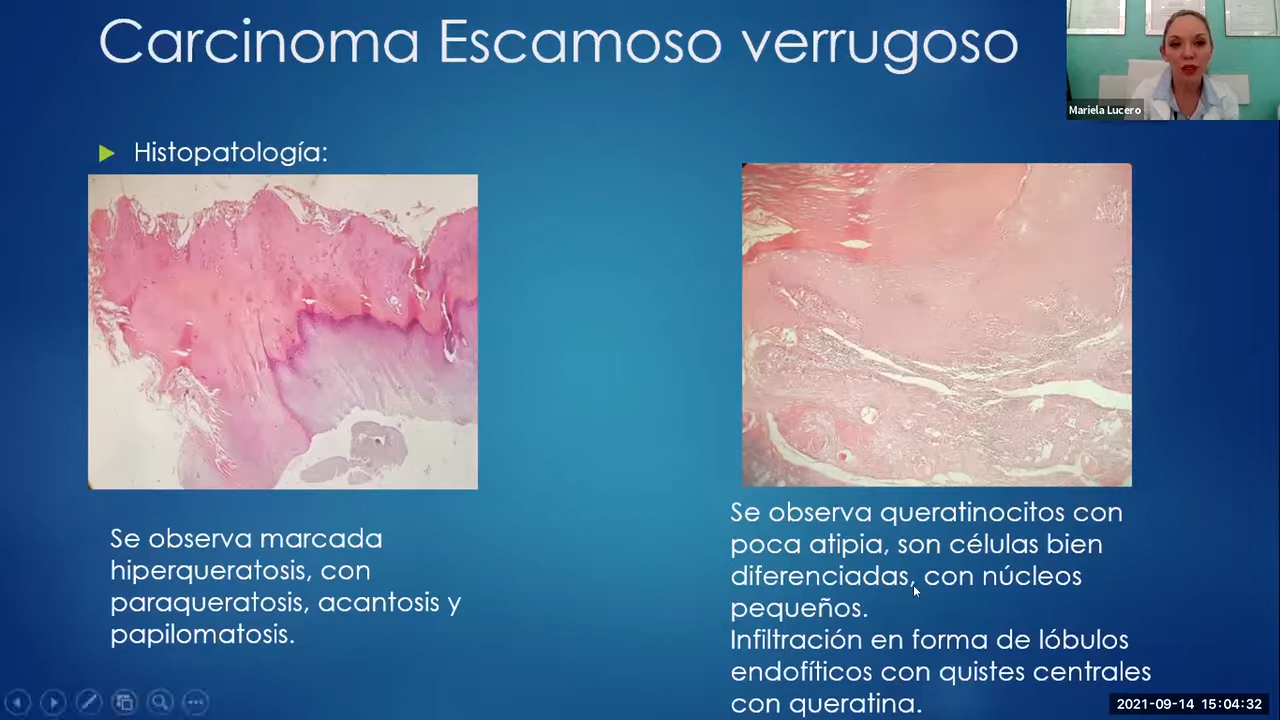 Carcinoma Escamoso verrugoso
Mariela Lucero
Histopatología:
Se observa marcada
hiperqueratosis, con
paraqueratosis, acantosis y
papilomatosis.
Se observa queratinocitos con
poca atipia, son células bien
diferenciadas, con núcleos
pequeños.
Infiltración en forma de lóbulos
endofíticos con quistes centrales
con queratina.
2021-09-14 15:04:32